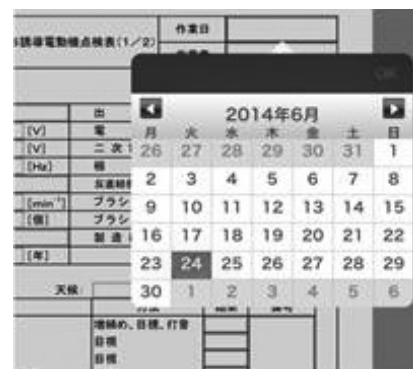 誘導電動機点検表(1/2)
作業日
OK
2014年6月
月 火 水 木 金 土 日
26 27 28 29 30 31 1
2 3 4 5 6 7 8
9 10 11 12 13 14 15
16 17 18 19 20 21 22
23 24 25 26 27 28 29
30 1 2 3 4 5 6
出
[V] 電
[V] 二次
[Hz] 極
[min⁻¹] ブラシ
[個] ブラシ
製造
[年]
天候
増締め、目視、打音
目視
目視